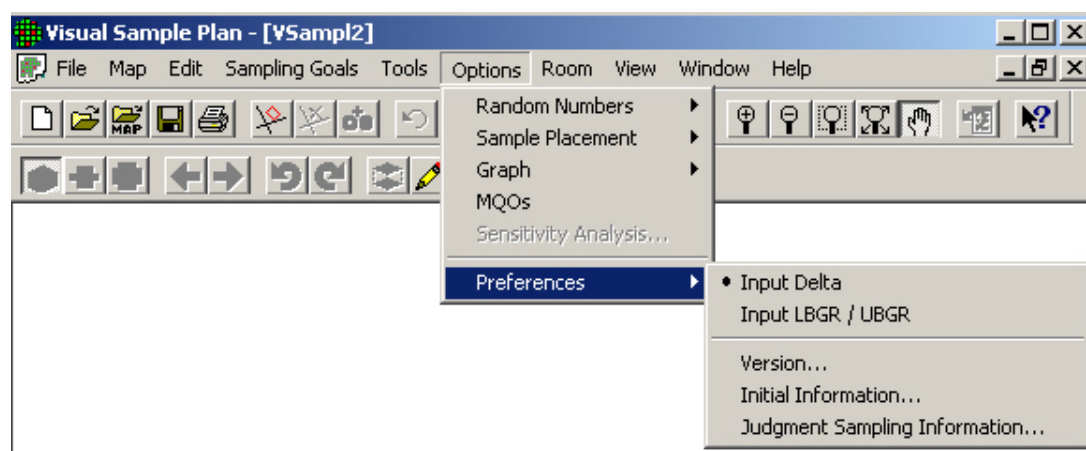 Visual Sample Plan - [VSampl2]
File Map Edit Sampling Goals Tools Options Room View Window Help
MAP
Random Numbers
Sample Placement
Graph
MQOs
Sensitivity Analysis...
Preferences
Input Delta
Input LBGR / UBGR
Version...
Initial Information...
Judgment Sampling Information...